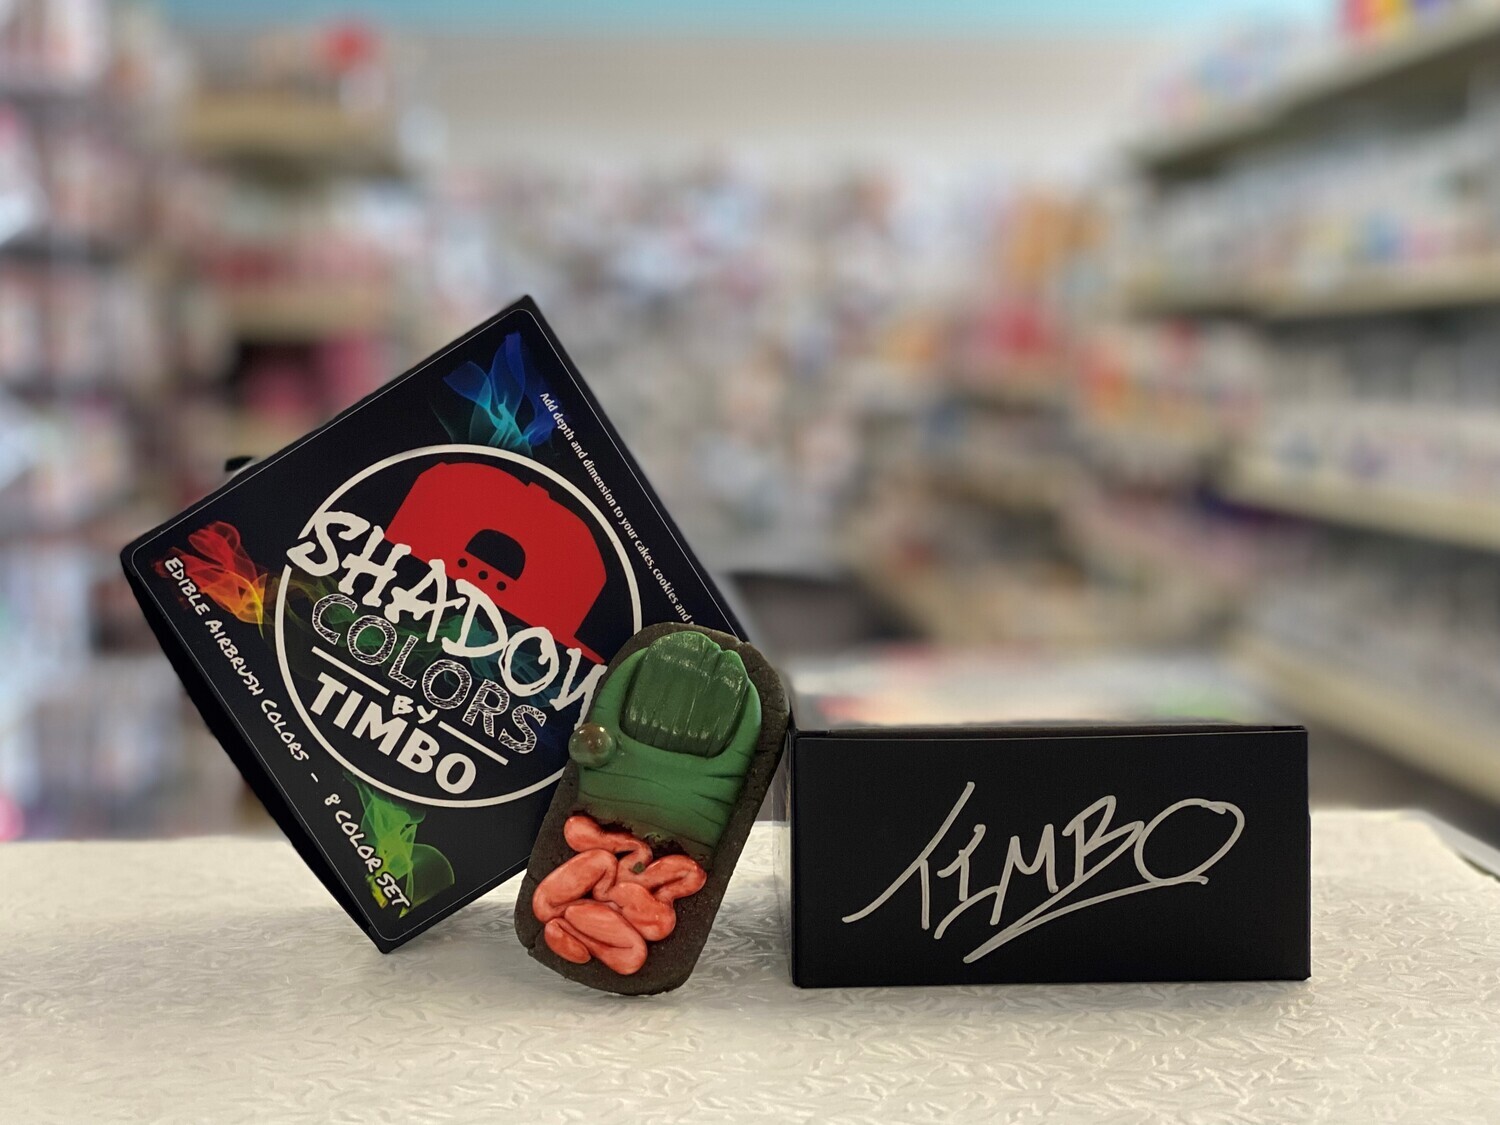 Add depth and dimension to your cakes, cookies and
SHADOW
COLORS
BY
TIMBO
EDIBLE AIRBRUSH COLORS - 8 COLOR SET
TIMBO